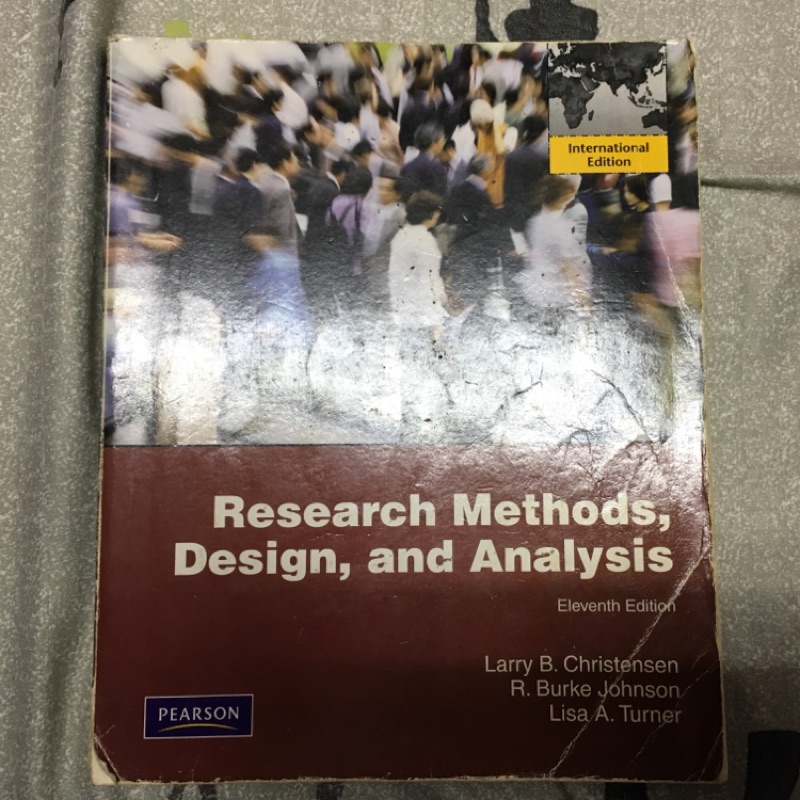 International
Edition
Research Methods,
Design, and Analysis
Eleventh Edition
Larry B. Christensen
R. Burke Johnson
Lisa A. Turner
PEARSON